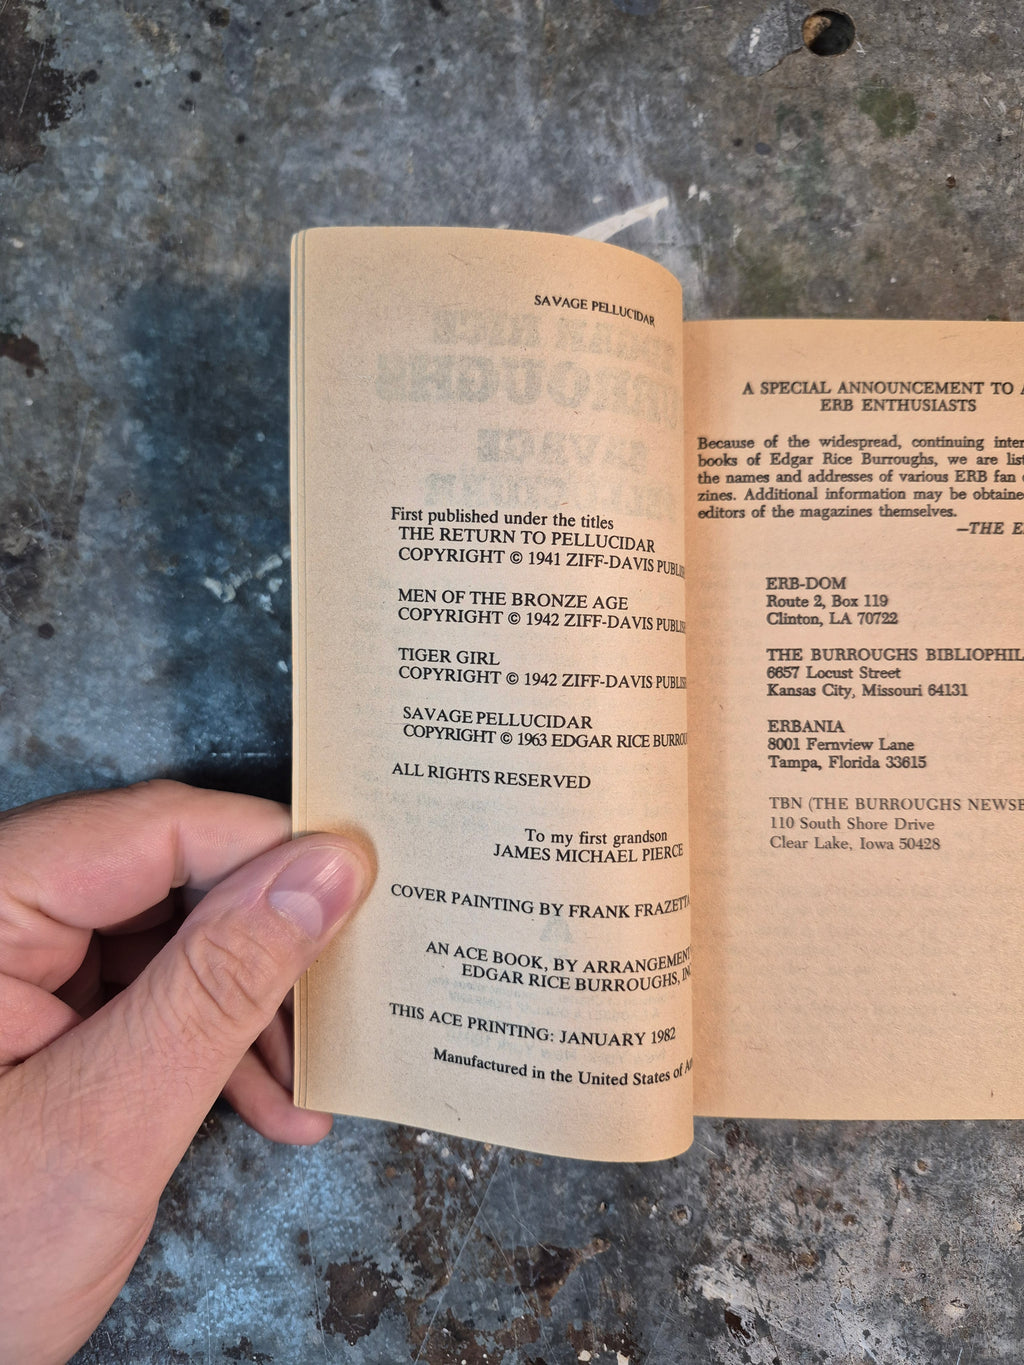 SAVAGE PELLUCIDAR
First published under the titles
THE RETURN TO PELLUCIDAR
COPYRIGHT © 1941 ZIFF-DAVIS
MEN OF THE BRONZE AGE
COPYRIGHT © 1942 ZIFF-DAVIS
TIGER GIRL
COPYRIGHT © 1942 ZIFF-DAVIS
SAVAGE PELLUCIDAR
COPYRIGHT © 1963 EDGAR RICE
ALL RIGHTS RESERVED
To my first grandson
JAMES MICHAEL PIERCE
COVER PAINTING BY FRANK FRAZETTA
AN ACE BOOK, BY ARRANGEMENT
EDGAR RICE BURROUGHS,
THIS ACE PRINTING: JANUARY 1982
Manufactured in the United States of
A SPECIAL ANNOUNCEMENT TO
ERB ENTHUSIASTS
Because of the widespread, continuing
books of Edgar Rice Burroughs, we are
the names and addresses of various ERB fan
zines. Additional information may be
editors of the magazines themselves.
—THE
ERB-DOM
Route 2, Box 119
Clinton, LA 70722
THE BURROUGHS
6657 Locust Street
Kansas City, Missouri 64131
ERBANIA
8001 Fernview Lane
Tampa, Florida 33615
TBN (THE BURROUGHS
110 South Shore Drive
Clear Lake, Iowa 50428